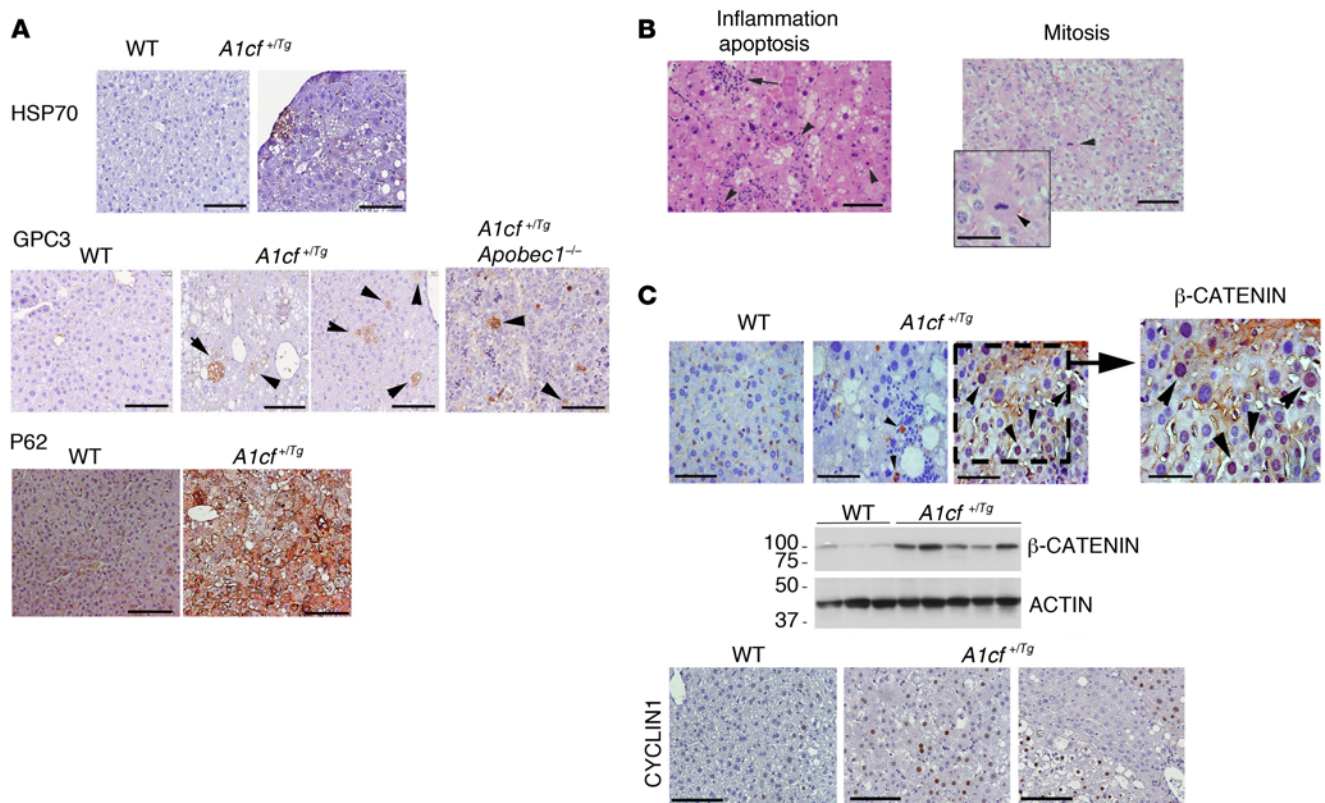 A
WT A1cf +/Tg
HSP70
GPC3
WT A1cf +/Tg
A1cf +/Tg
Apobec1 –/–
P62
WT A1cf +/Tg
B
Inflammation
apoptosis
Mitosis
C
β-CATENIN
WT A1cf +/Tg
WT A1cf +/Tg
100 -
75 -
β-CATENIN
50 -
37 -
ACTIN
WT A1cf +/Tg
CYCLIN1